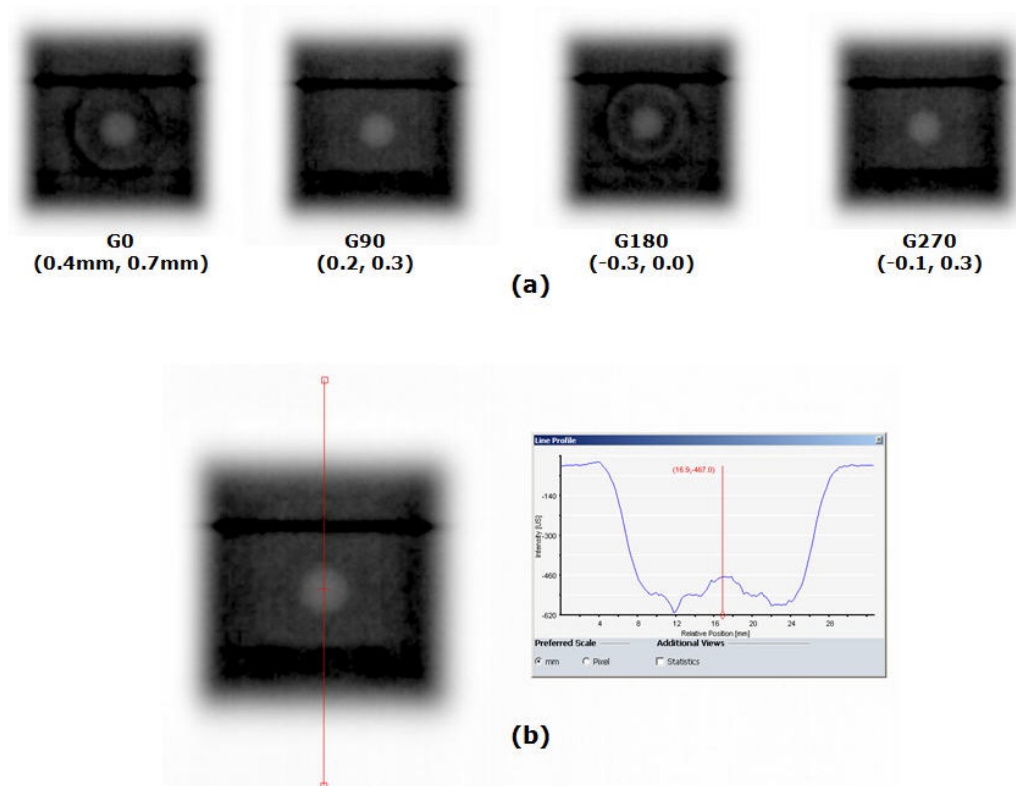 G0
(0.4mm, 0.7mm)
G90
(0.2, 0.3)
G180
(-0.3, 0.0)
G270
(-0.1, 0.3)
(a)
Line Profile
(16.9,-467.0)
Intensity [US]
-140
-300
-460
-620
4 8 12 16 20 24 28
Relative Position [mm]
Preferred Scale Additional Views
mm Pixel Statistics
(b)